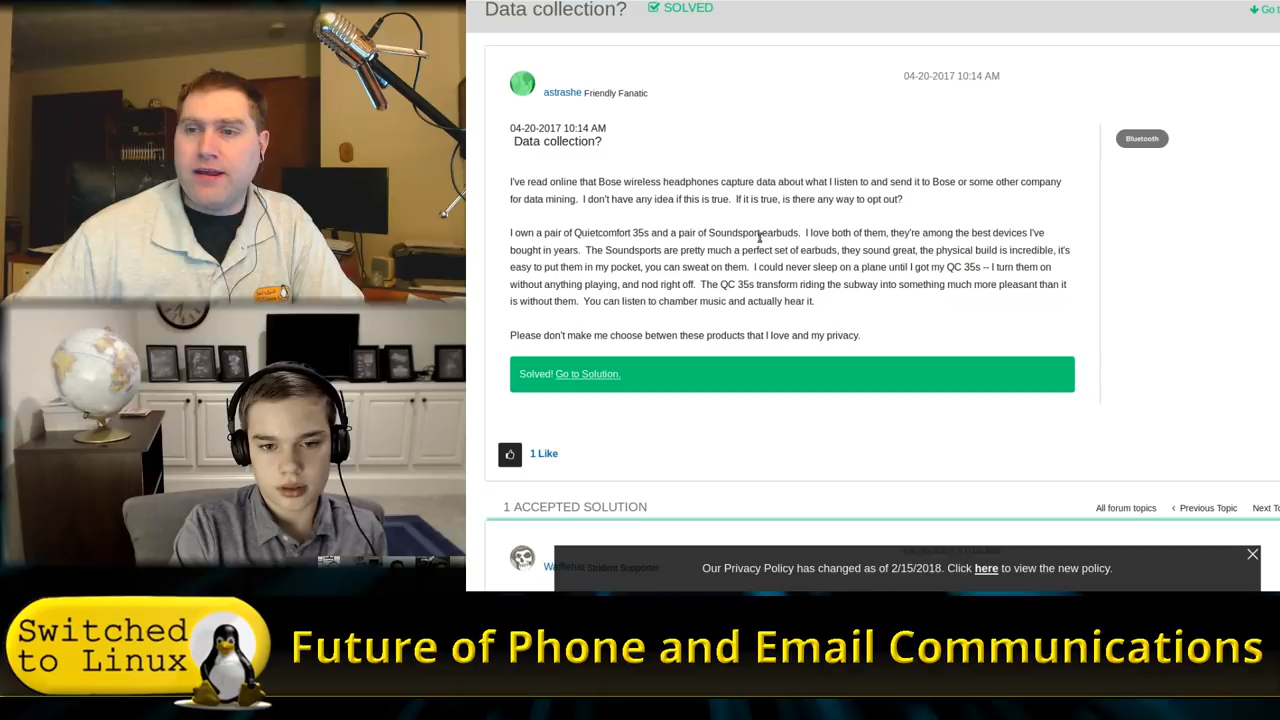 Data collection?
SOLVED
Go t
04-20-2017 10:14 AM
astrashe Friendly Fanatic
04-20-2017 10:14 AM
Data collection?
Bluetooth
I've read online that Bose wireless headphones capture data about what I listen to and send it to Bose or some other company
for data mining. I don't have any idea if this is true. If it is true, is there any way to opt out?
I own a pair of Quietcomfort 35s and a pair of Soundsport earbuds. I love both of them, they're among the best devices I've
bought in years. The Soundsports are pretty much a perfect set of earbuds, they sound great, the physical build is incredible, it's
easy to put them in my pocket, you can sweat on them. I could never sleep on a plane until I got my QC 35s -- I turn them on
without anything playing, and nod right off. The QC 35s transform riding the subway into something much more pleasant than it
is without them. You can listen to chamber music and actually hear it.
Please don't make me choose betwen these products that I love and my privacy.
Solved! Go to Solution.
1 Like
1 ACCEPTED SOLUTION
All forum topics
Previous Topic
Next To
Strident Supporter
Our Privacy Policy has changed as of 2/15/2018. Click here to view the new policy.
Switched
to Linux
Future of Phone and Email Communications